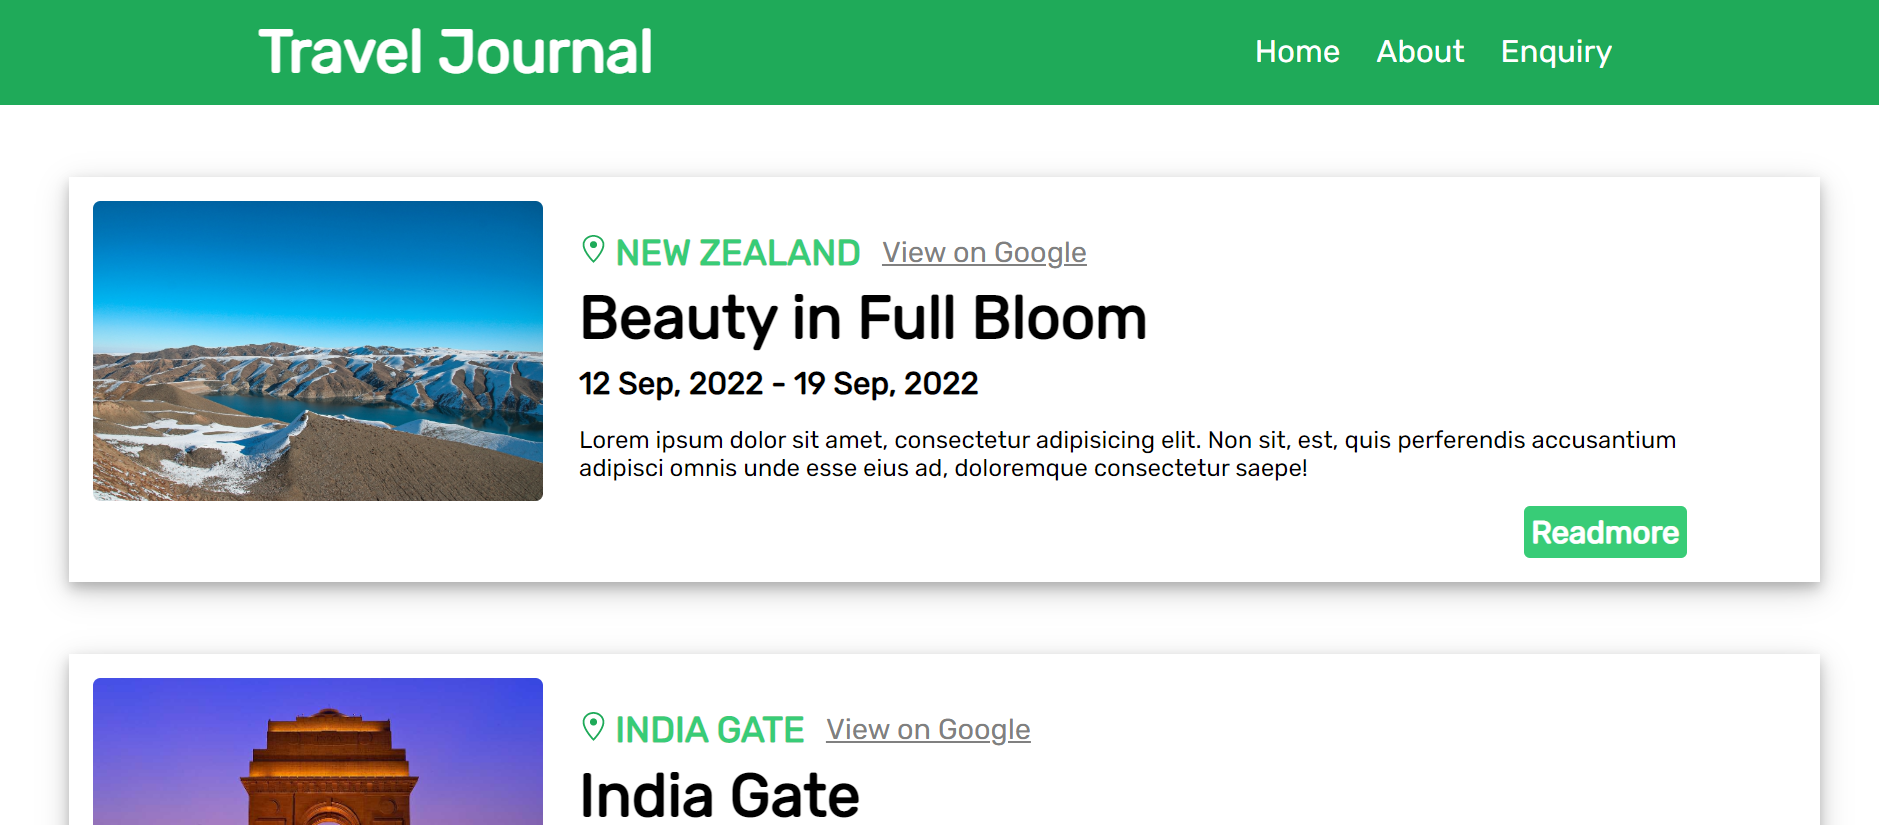 Travel Journal
Home About Enquiry
NEW ZEALAND View on Google
Beauty in Full Bloom
12 Sep, 2022 - 19 Sep, 2022
Lorem ipsum dolor sit amet, consectetur adipisicing elit. Non sit, est, quis perferendis accusantium
adipisci omnis unde esse eius ad, doloremque consectetur saepe!
Readmore
INDIA GATE View on Google
India Gate